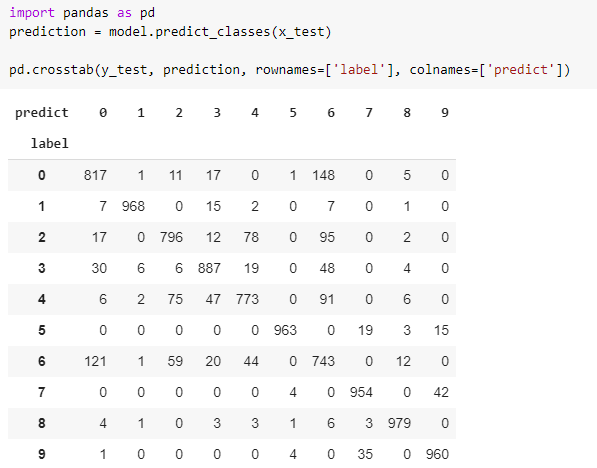 import pandas as pd
prediction = model.predict_classes(x_test)
pd.crosstab(y_test, prediction, rownames=['label'], colnames=['predict'])
predict 0 1 2 3 4 5 6 7 8 9
label
0 817 1 11 17 0 1 148 0 5 0
1 7 968 0 15 2 0 7 0 1 0
2 17 0 796 12 78 0 95 0 2 0
3 30 6 6 887 19 0 48 0 4 0
4 6 2 75 47 773 0 91 0 6 0
5 0 0 0 0 0 963 0 19 3 15
6 121 1 59 20 44 0 743 0 12 0
7 0 0 0 0 0 4 0 954 0 42
8 4 1 0 3 3 1 6 3 979 0
9 1 0 0 0 0 4 0 35 0 960